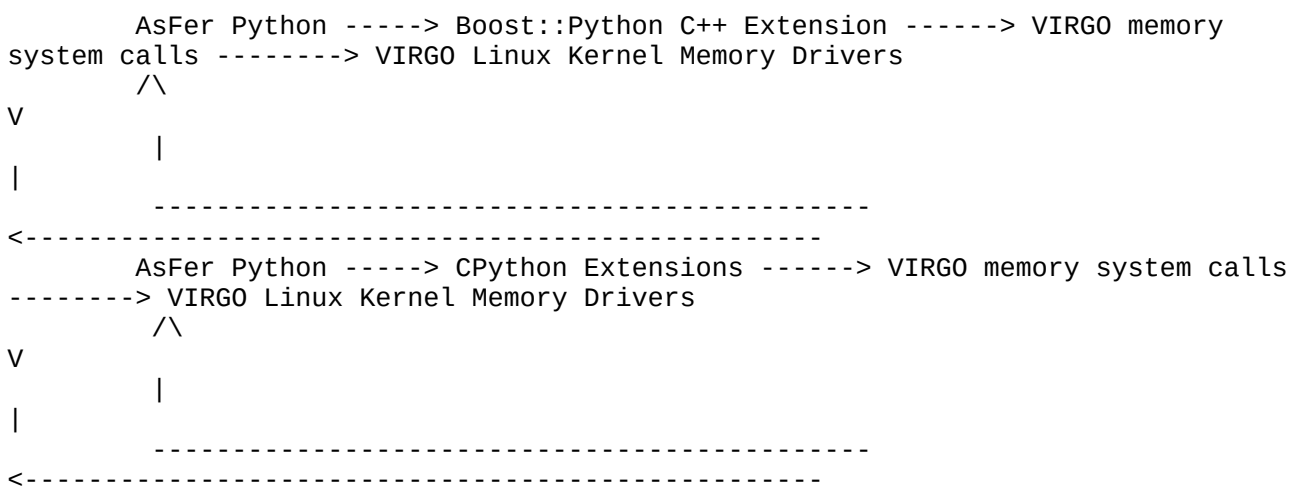 AsFer Python -----> Boost::Python C++ Extension ------> VIRGO memory
system calls --------> VIRGO Linux Kernel Memory Drivers
        /\
V
         |
|
         ---------------------------------------------
<--------------------------------------------------
        AsFer Python -----> CPython Extensions ------> VIRGO memory system calls
--------> VIRGO Linux Kernel Memory Drivers
         /\
V
         |
|
         ---------------------------------------------
<--------------------------------------------------